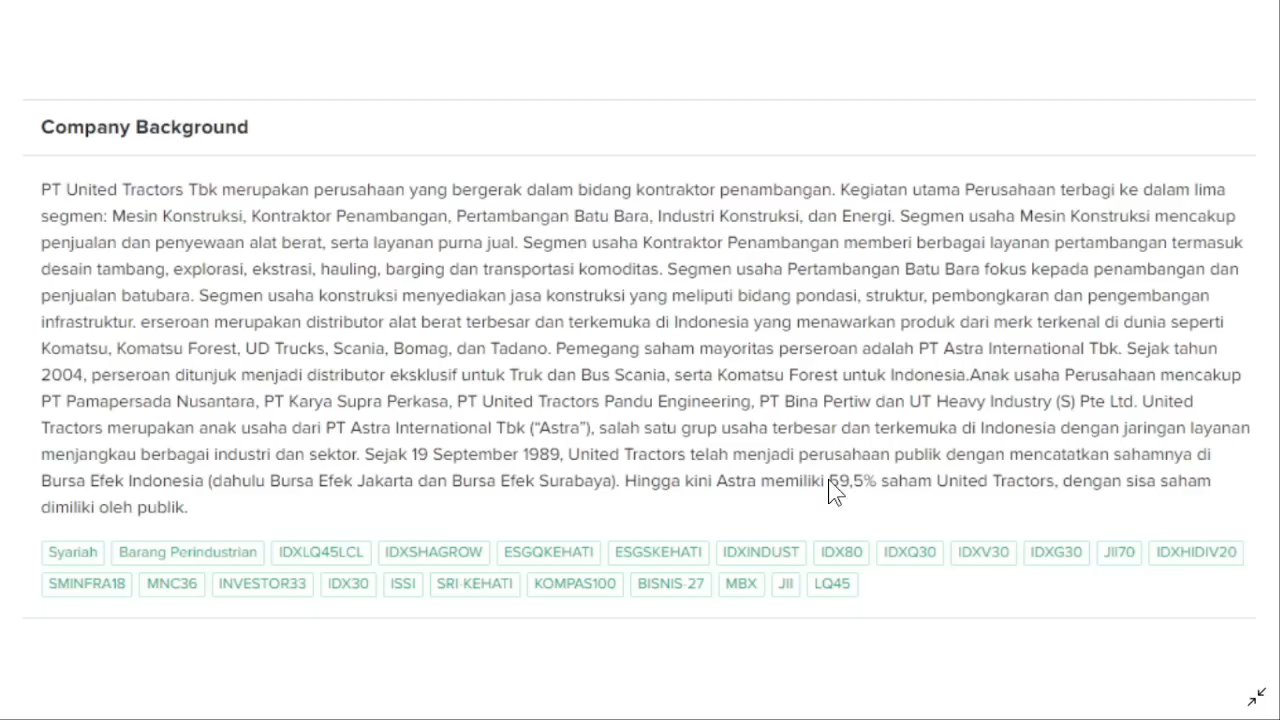 Company Background
PT United Tractors Tbk merupakan perusahaan yang bergerak dalam bidang kontraktor penambangan. Kegiatan utama Perusahaan terbagi ke dalam lima
segmen: Mesin Konstruksi, Kontraktor Penambangan, Pertambangan Batu Bara, Industri Konstruksi, dan Energi. Segmen usaha Mesin Konstruksi mencakup
penjualan dan penyewaan alat berat, serta layanan purna jual. Segmen usaha Kontraktor Penambangan memberi berbagai layanan pertambangan termasuk
desain tambang, explorasi, ekstrasi, hauling, barging dan transportasi komoditas. Segmen usaha Pertambangan Batu Bara fokus kepada penambangan dan
penjualan batubara. Segmen usaha konstruksi menyediakan jasa konstruksi yang meliputi bidang pondasi, struktur, pembongkaran dan pengembangan
infrastruktur. erseroan merupakan distributor alat berat terbesar dan terkemuka di Indonesia yang menawarkan produk dari merk terkenal di dunia seperti
Komatsu, Komatsu Forest, UD Trucks, Scania, Bomag, dan Tadano. Pemegang saham mayoritas perseroan adalah PT Astra International Tbk. Sejak tahun
2004, perseroan ditunjuk menjadi distributor eksklusif untuk Truk dan Bus Scania, serta Komatsu Forest untuk Indonesia.Anak usaha Perusahaan mencakup
PT Pamapersada Nusantara, PT Karya Supra Perkasa, PT United Tractors Pandu Engineering, PT Bina Pertiw dan UT Heavy Industry (S) Pte Ltd. United
Tractors merupakan anak usaha dari PT Astra International Tbk (“Astra”), salah satu grup usaha terbesar dan terkemuka di Indonesia dengan jaringan layanan
menjangkau berbagai industri dan sektor. Sejak 19 September 1989, United Tractors telah menjadi perusahaan publik dengan mencatatkan sahamnya di
Bursa Efek Indonesia (dahulu Bursa Efek Jakarta dan Bursa Efek Surabaya). Hingga kini Astra memiliki 59,5% saham United Tractors, dengan sisa saham
dimiliki oleh publik.
Syariah Barang Perindustrian IDXLQ45LCL IDXSHAGROW ESGQKEHATI ESGSKEHATI IDXINDUST IDX80 IDXQ30 IDXV30 IDXG30 JII70 IDXHIDIV20
SMINFRA18 MNC36 INVESTOR33 IDX30 ISSI SRI-KEHATI KOMPAS100 BISNIS-27 MBX JII LQ45